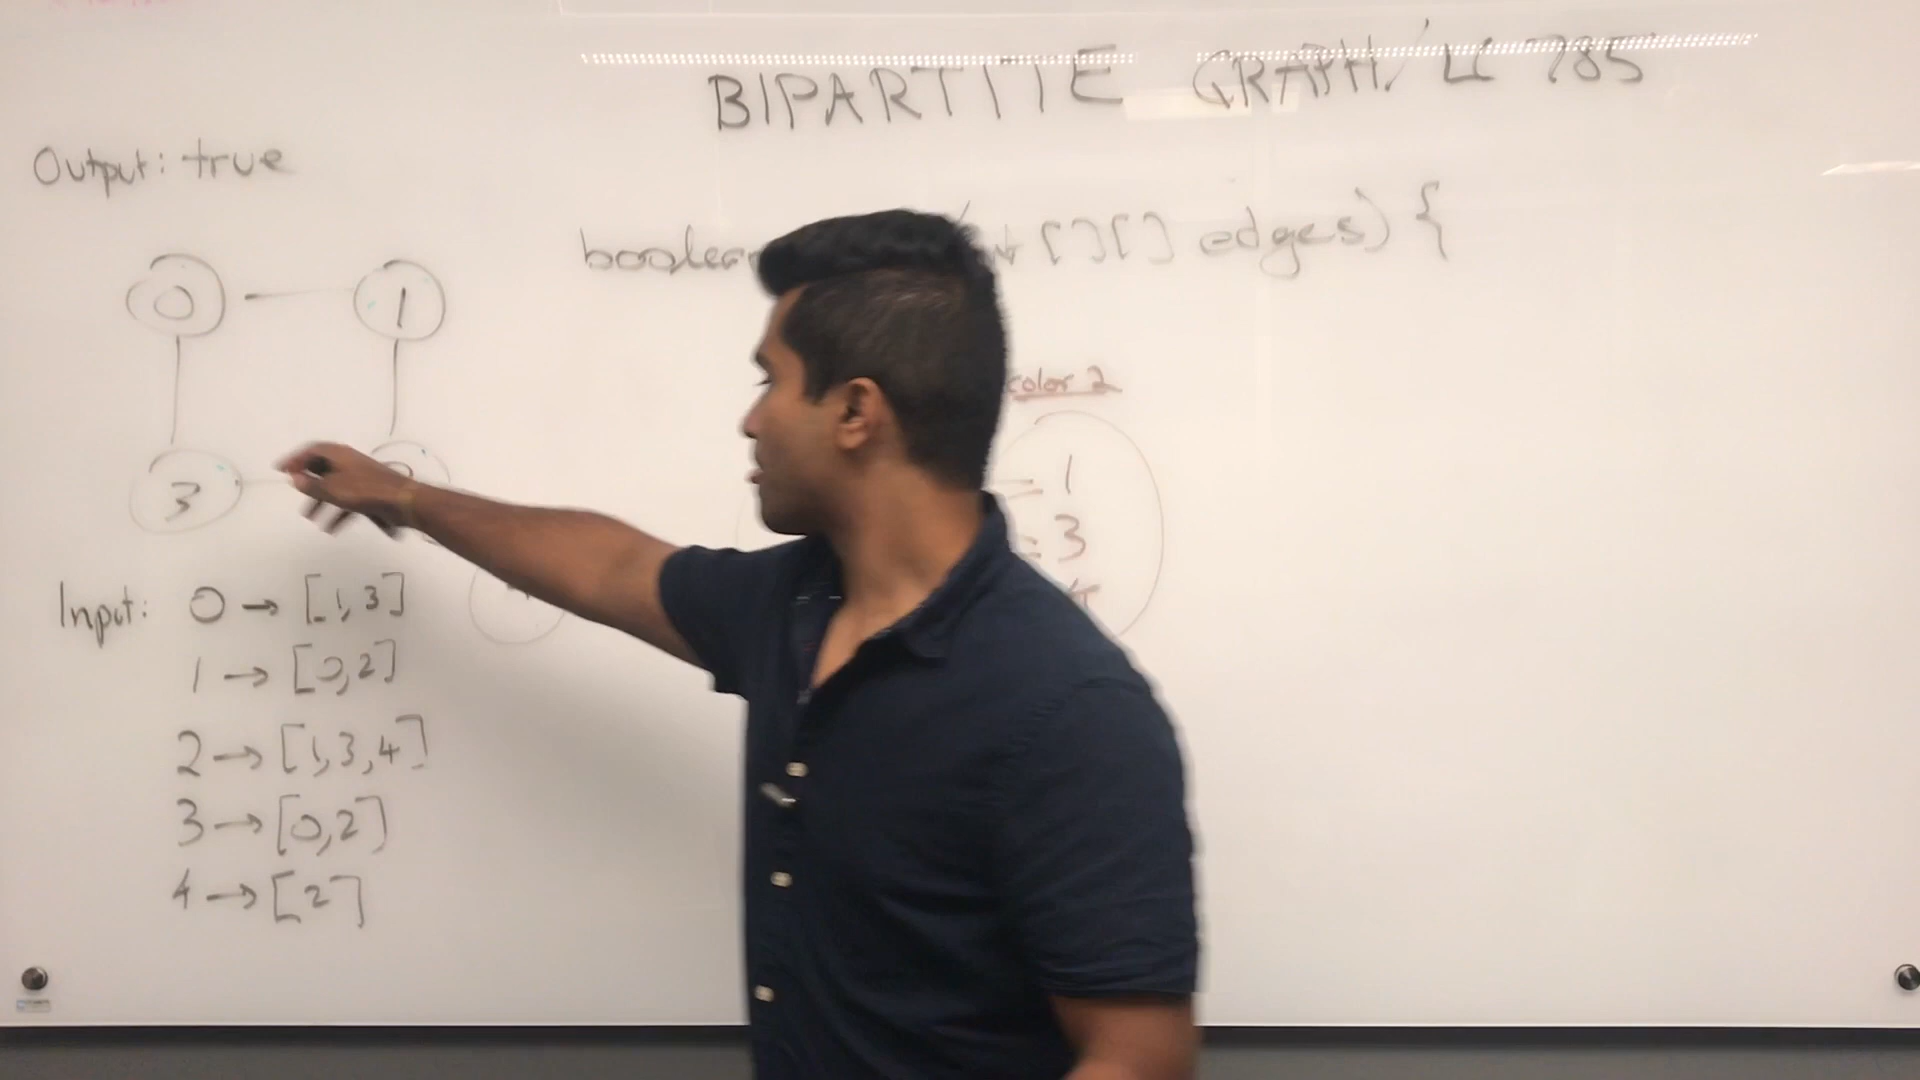 BIPARTITE GRAPH/ LC 785
Output: true
boolean [][] edges) {
0
1
color 2
3
1
3
Input: 0 → [1,3]
1 → [0,2]
2 → [1,3,4]
3 → [0,2]
4 → [2]